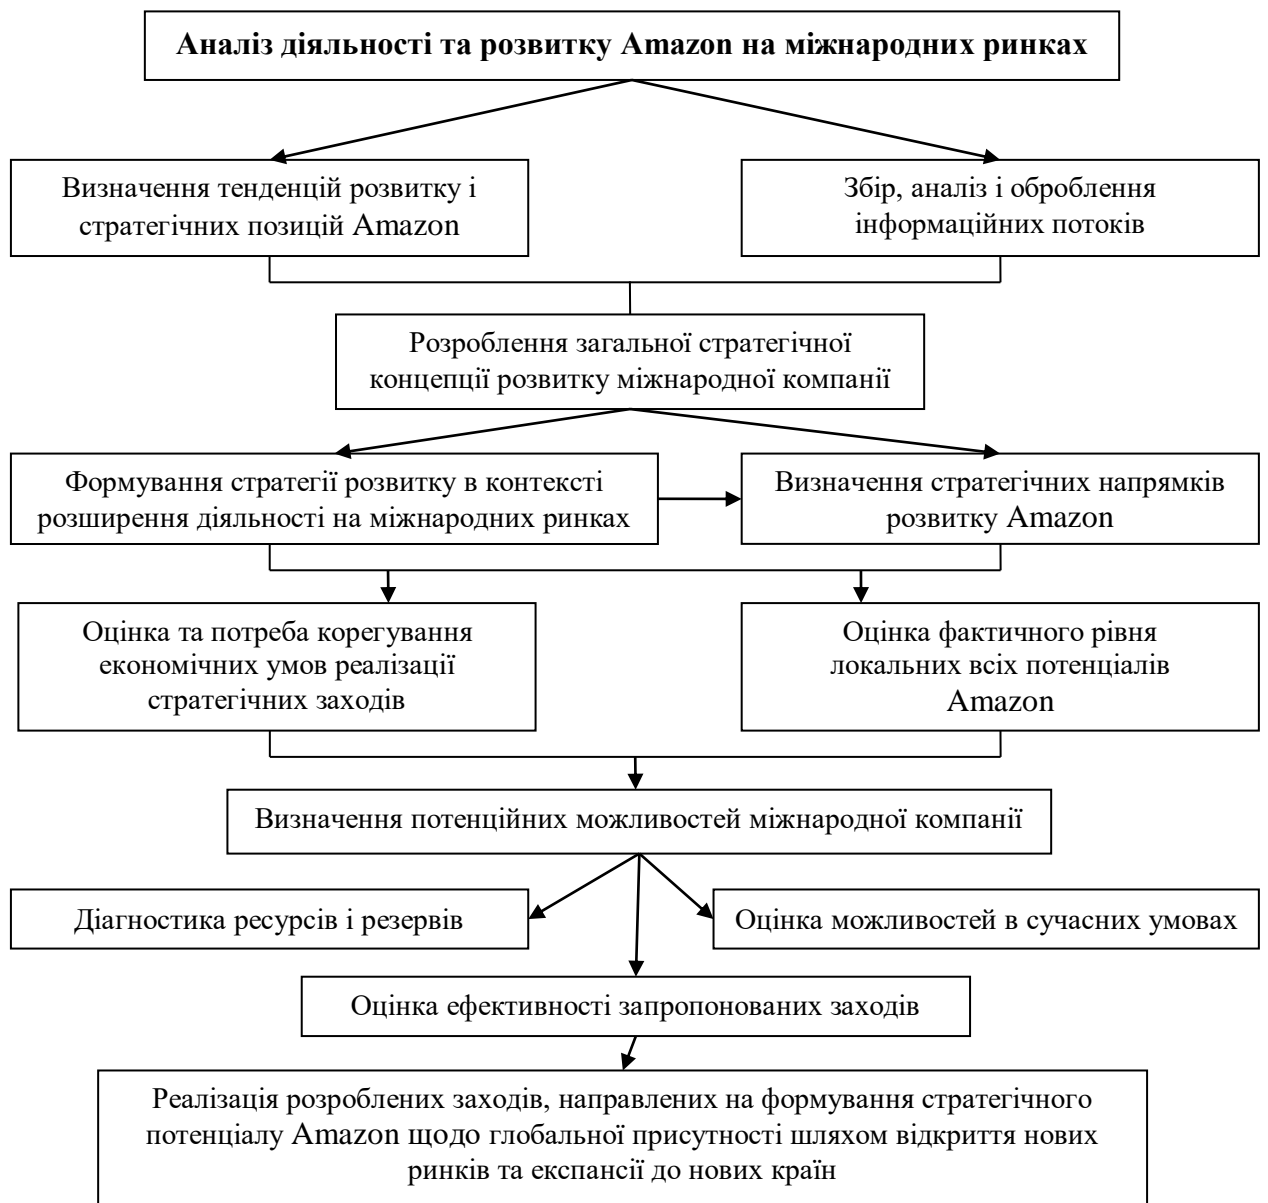 Аналіз діяльності та розвитку Amazon на міжнародних ринках
Визначення тенденцій розвитку і
стратегічних позицій Amazon
Збір, аналіз і оброблення
інформаційних потоків
Розроблення загальної стратегічної
концепції розвитку міжнародної компанії
Формування стратегії розвитку в контексті
розширення діяльності на міжнародних ринках
Визначення стратегічних напрямків
розвитку Amazon
Оцінка та потреба корегування
економічних умов реалізації
стратегічних заходів
Оцінка фактичного рівня
локальних всіх потенціалів
Amazon
Визначення потенційних можливостей міжнародної компанії
Діагностика ресурсів і резервів
Оцінка можливостей в сучасних умовах
Оцінка ефективності запропонованих заходів
Реалізація розроблених заходів, направлених на формування стратегічного
потенціалу Amazon щодо глобальної присутності шляхом відкриття нових
ринків та експансії до нових країн